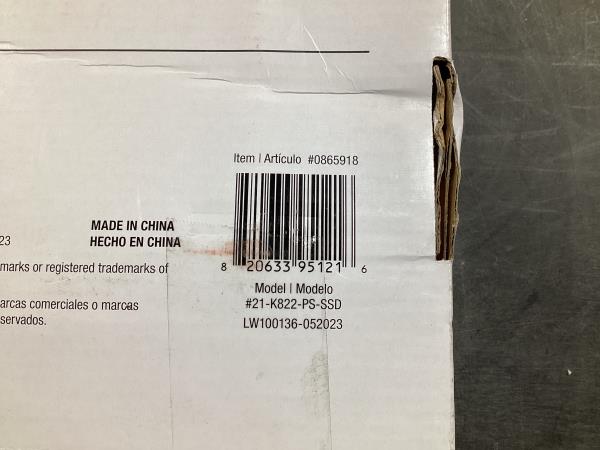 Item | Artículo #0865918
MADE IN CHINA
HECHO EN CHINA
23
marks or registered trademarks of
8 20633 95121 6
arcas comerciales o marcas
servados.
Model | Modelo
#21-K822-PS-SSD
LW100136-052023